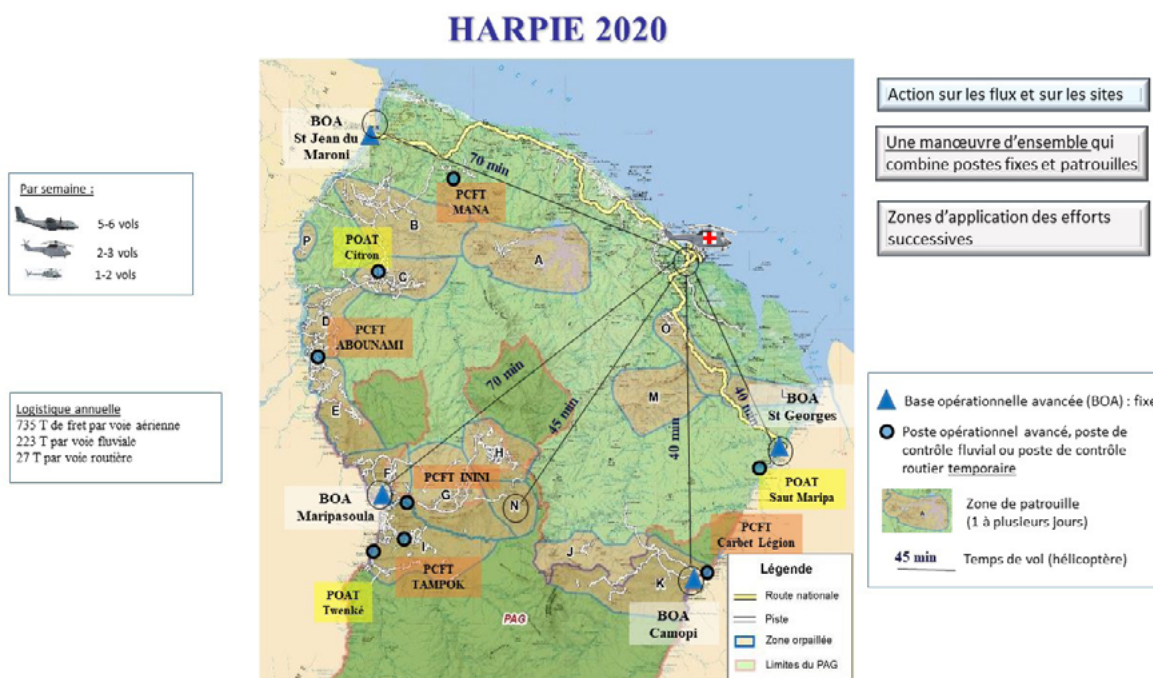 HARPIE 2020
Par semaine :
5-6 vols
2-3 vols
1-2 vols
Logistique annuelle
735 T de fret par voie aérienne
223 T par voie fluviale
27 T par voie routière
BOA
St Jean du
Maroni
70 min
PCFT
MANA
B
P
POAT
Citron
C
A
D
PCFT
ABOUNAMI
O
E
70 min
45 min
M
40 min
40 min
BOA
St Georges
H
F
PCFT ININI
G
N
BOA
Maripasoula
POAT
Saut Maripa
I
PCFT
TAMPOK
PCFT
Carbet Légion
J
K
POAT
Twenké
PAG
BOA
Camopi
Légende
Route nationale
Piste
Zone orpaillée
Limites du PAG
Action sur les flux et sur les sites
Une manœuvre d'ensemble qui
combine postes fixes et patrouilles
Zones d'application des efforts
successives
Base opérationnelle avancée (BOA) : fixe
Poste opérationnel avancé, poste de
contrôle fluvial ou poste de contrôle
routier temporaire
A
Zone de patrouille
(1 à plusieurs jours)
45 min
Temps de vol (hélicoptère)